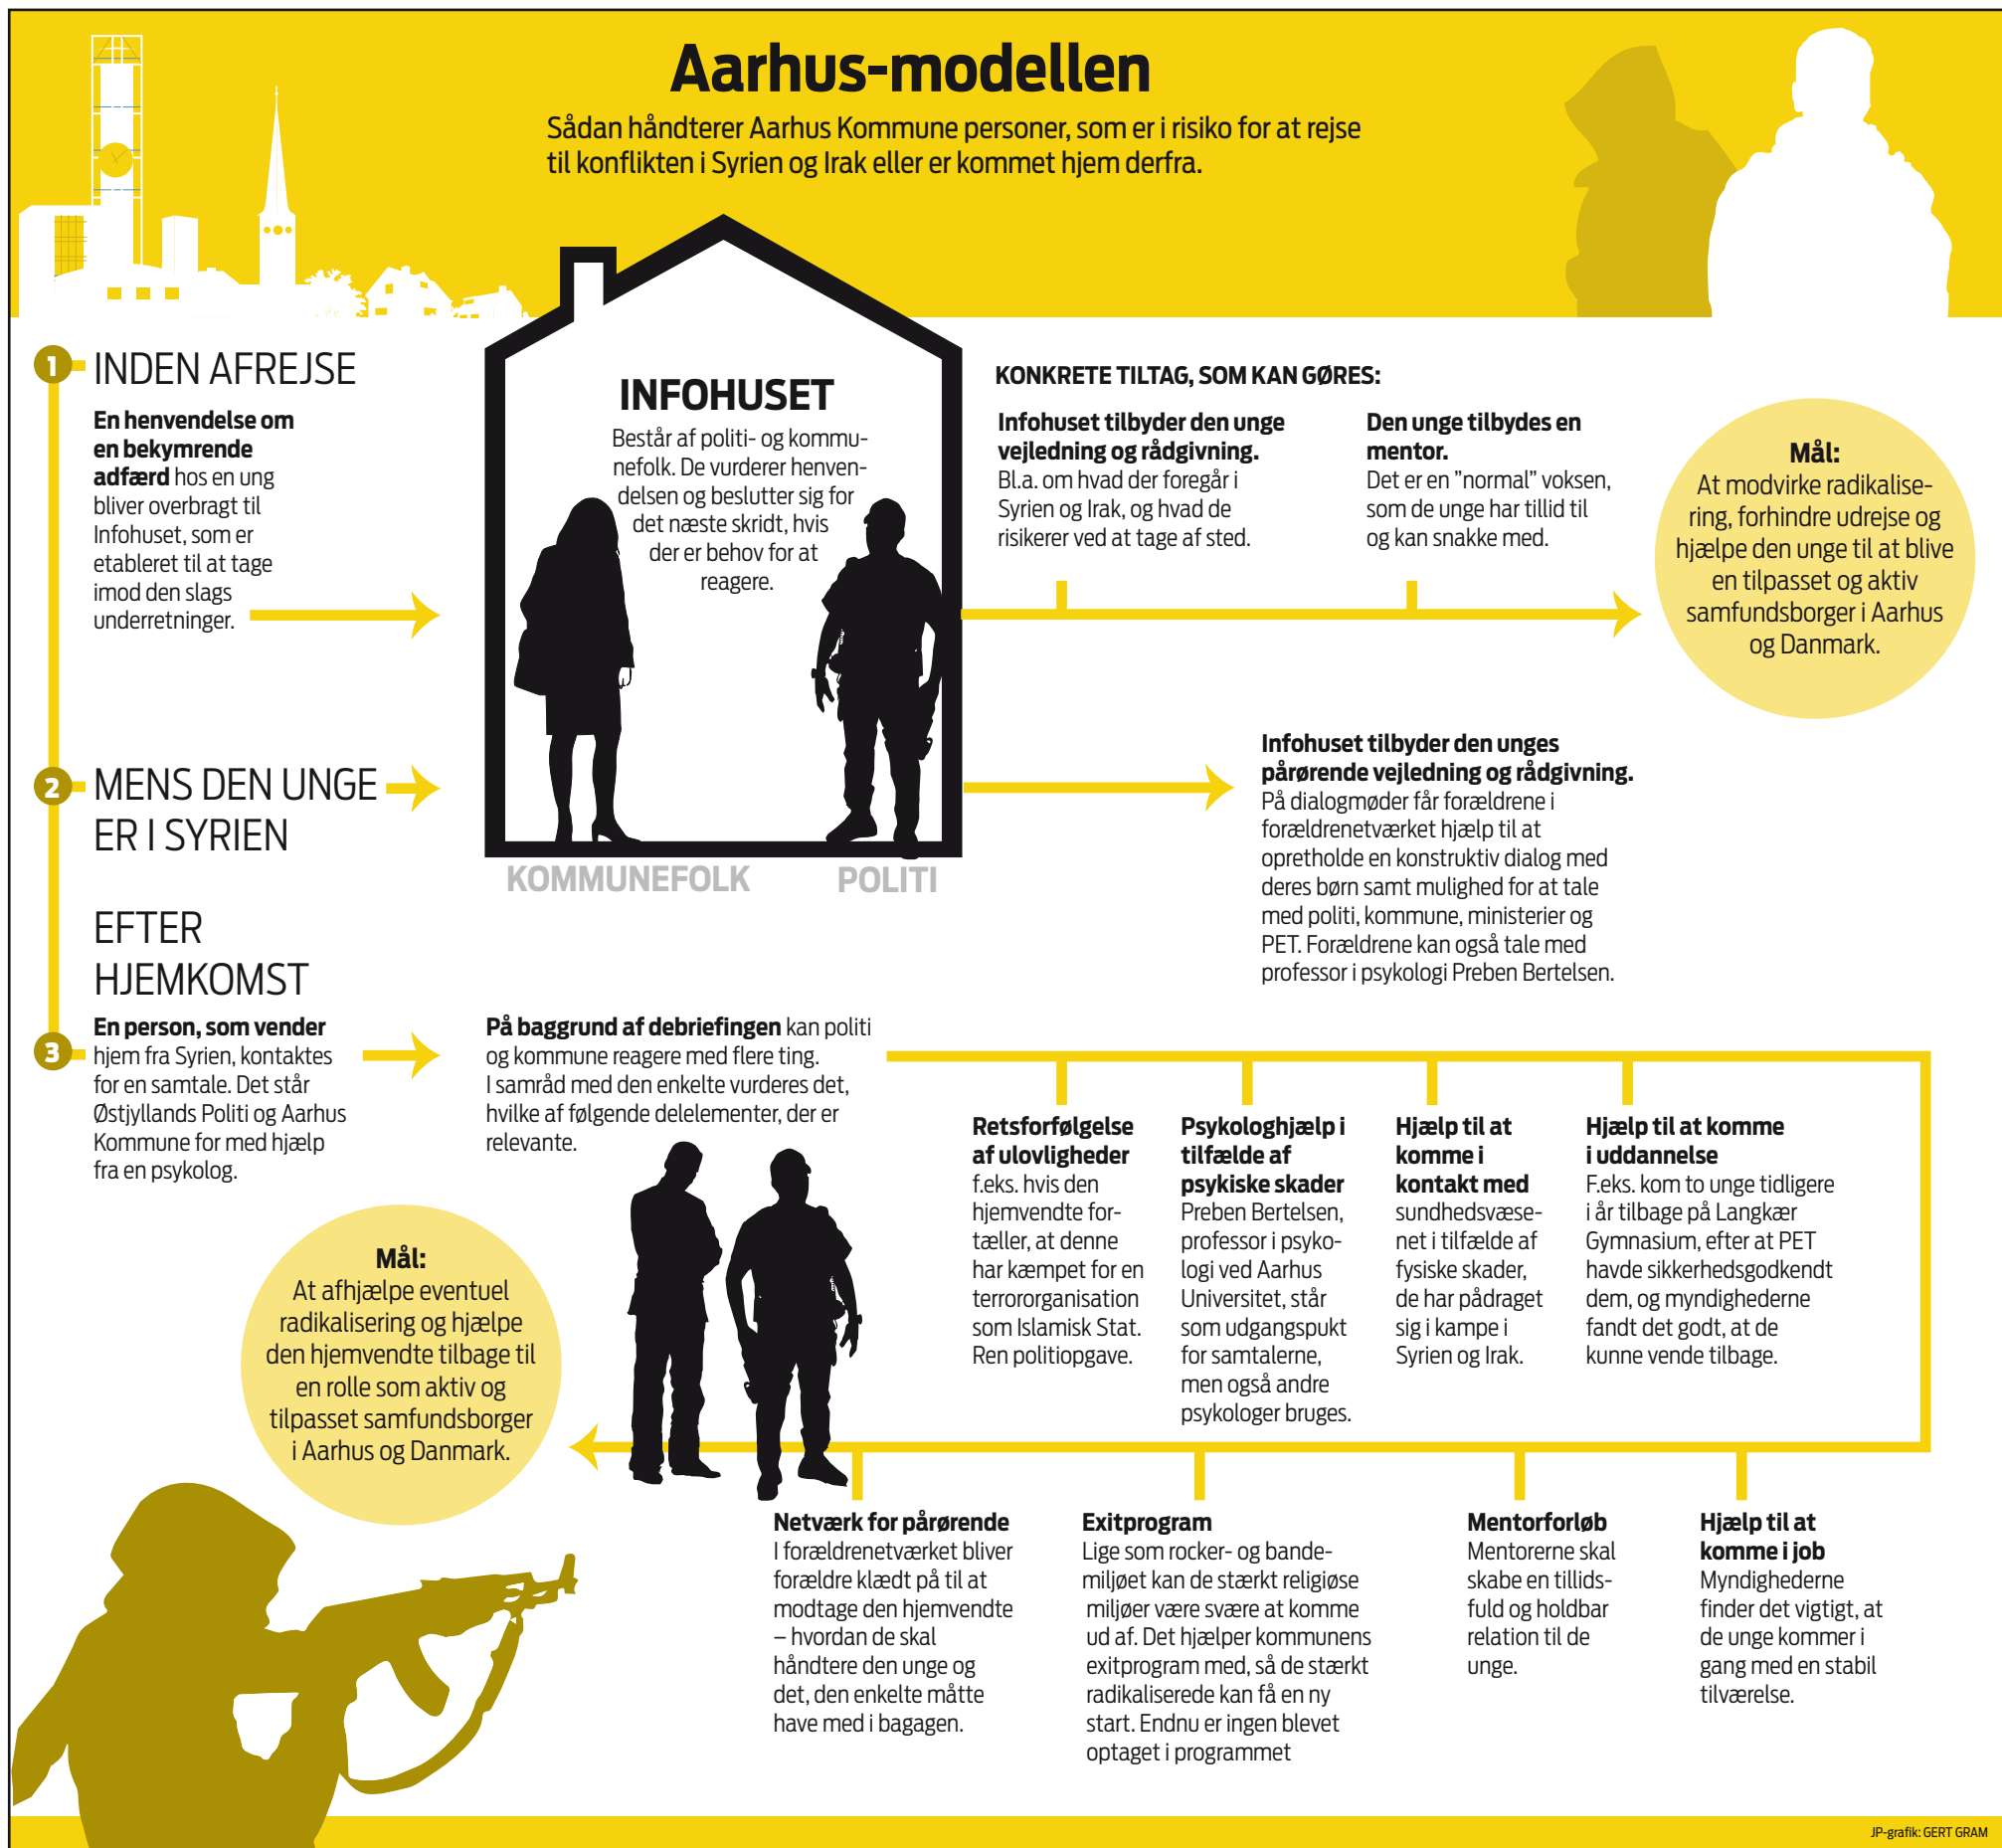 Aarhus-modellen
Sådan håndterer Aarhus Kommune personer, som er i risiko for at rejse
til konflikten i Syrien og Irak eller er kommet hjem derfra.
1
INDEN AFREJSE
En henvendelse om
en bekymrende
adfærd hos en ung
bliver overbragt til
Infohuset, som er
etableret til at tage
imod den slags
underretninger.
INFOHUSET
Består af politi- og kommu-
nefolk. De vurderer henven-
delsen og beslutter sig for
det næste skridt, hvis
der er behov for at
reagere.
KOMMUNEFOLK
POLITI
KONKRETE TILTAG, SOM KAN GØRES:
Infohuset tilbyder den unge
vejledning og rådgivning.
Bl.a. om hvad der foregår i
Syrien og Irak, og hvad de
risikerer ved at tage af sted.
Den unge tilbydes en
mentor.
Det er en ”normal” voksen,
som de unge har tillid til
og kan snakke med.
Mål:
At modvirke radikalise-
ring, forhindre udrejse og
hjælpe den unge til at blive
en tilpasset og aktiv
samfundsborger i Aarhus
og Danmark.
2
MENS DEN UNGE
ER I SYRIEN
Infohuset tilbyder den unges
pårørende vejledning og rådgivning.
På dialogmøder får forældrene i
forældrenetværket hjælp til at
opretholde en konstruktiv dialog med
deres børn samt mulighed for at tale
med politi, kommune, ministerier og
PET. Forældrene kan også tale med
professor i psykologi Preben Bertelsen.
EFTER
HJEMKOMST
3
En person, som vender
hjem fra Syrien, kontaktes
for en samtale. Det står
Østjyllands Politi og Aarhus
Kommune for med hjælp
fra en psykolog.
På baggrund af debriefingen kan politi
og kommune reagere med flere ting.
I samråd med den enkelte vurderes det,
hvilke af følgende delelementer, der er
relevante.
Retsforfølgelse
af ulovligheder
f.eks. hvis den
hjemvendte for-
tæller, at denne
har kæmpet for en
terrororganisation
som Islamisk Stat.
Ren politiopgave.
Psykologhjælp i
tilfælde af
psykiske skader
Preben Bertelsen,
professor i psyko-
logi ved Aarhus
Universitet, står
som udgangspukt
for samtalerne,
men også andre
psykologer bruges.
Hjælp til at
komme i
kontakt med
sundhedsvæse-
net i tilfælde af
fysiske skader,
de har pådraget
sig i kampe i
Syrien og Irak.
Hjælp til at komme
i uddannelse
F.eks. kom to unge tidligere
i år tilbage på Langkær
Gymnasium, efter at PET
havde sikkerhedsgodkendt
dem, og myndighederne
fandt det godt, at de
kunne vende tilbage.
Mål:
At afhjælpe eventuel
radikalisering og hjælpe
den hjemvendte tilbage til
en rolle som aktiv og
tilpasset samfundsborger
i Aarhus og Danmark.
Netværk for pårørende
I forældrenetværket bliver
forældre klædt på til at
modtage den hjemvendte
– hvordan de skal
håndtere den unge og
det, den enkelte måtte
have med i bagagen.
Exitprogram
Lige som rocker- og bande-
miljøet kan de stærkt religiøse
miljøer være svære at komme
ud af. Det hjælper kommunens
exitprogram med, så de stærkt
radikaliserede kan få en ny
start. Endnu er ingen blevet
optaget i programmet
Mentorforløb
Mentorerne skal
skabe en tillids-
fuld og holdbar
relation til de
unge.
Hjælp til at
komme i job
Myndighederne
finder det vigtigt, at
de unge kommer i
gang med en stabil
tilværelse.
JP-grafik: GERT GRAM